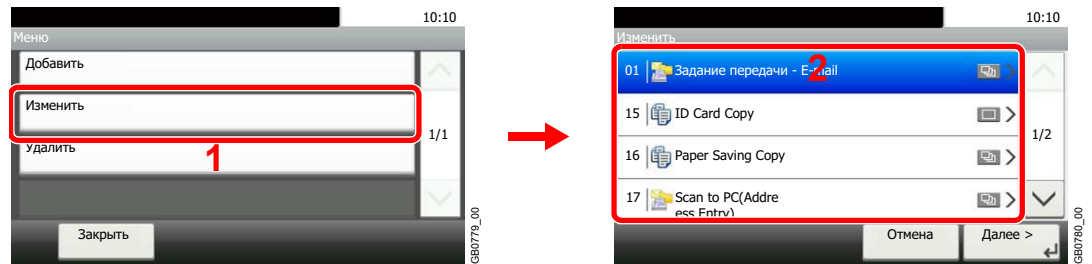 10:10
Меню
Добавить
Изменить
1/1
Удалить
1
Закрыть
GB0779_00
10:10
Изменить
01 Задание передачи - E-mail
2
15 ID Card Copy
1/2
16 Paper Saving Copy
17 Scan to PC(Addre
ess Entry)
Отмена
Далее >
GB0780_00